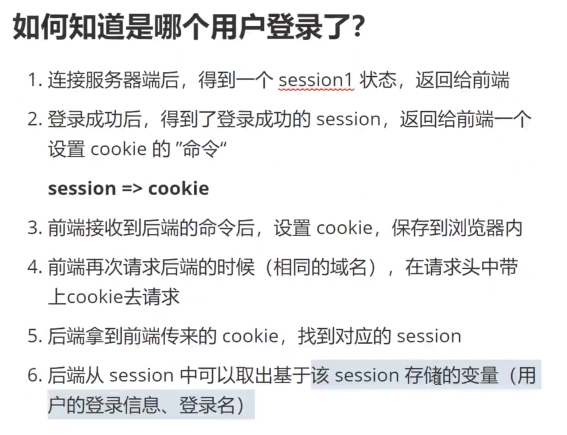 如何知道是哪个用户登录了？
1. 连接服务器端后，得到一个 session1 状态，返回给前端
2. 登录成功后，得到了登录成功的 session，返回给前端一个
设置 cookie 的 ”命令“
session => cookie
3. 前端接收到后端的命令后，设置 cookie，保存到浏览器内
4. 前端再次请求后端的时候（相同的域名），在请求头中带
上cookie去请求
5. 后端拿到前端传来的 cookie，找到对应的 session
6. 后端从 session 中可以取出基于该 session 存储的变量（用
户的登录信息、登录名）